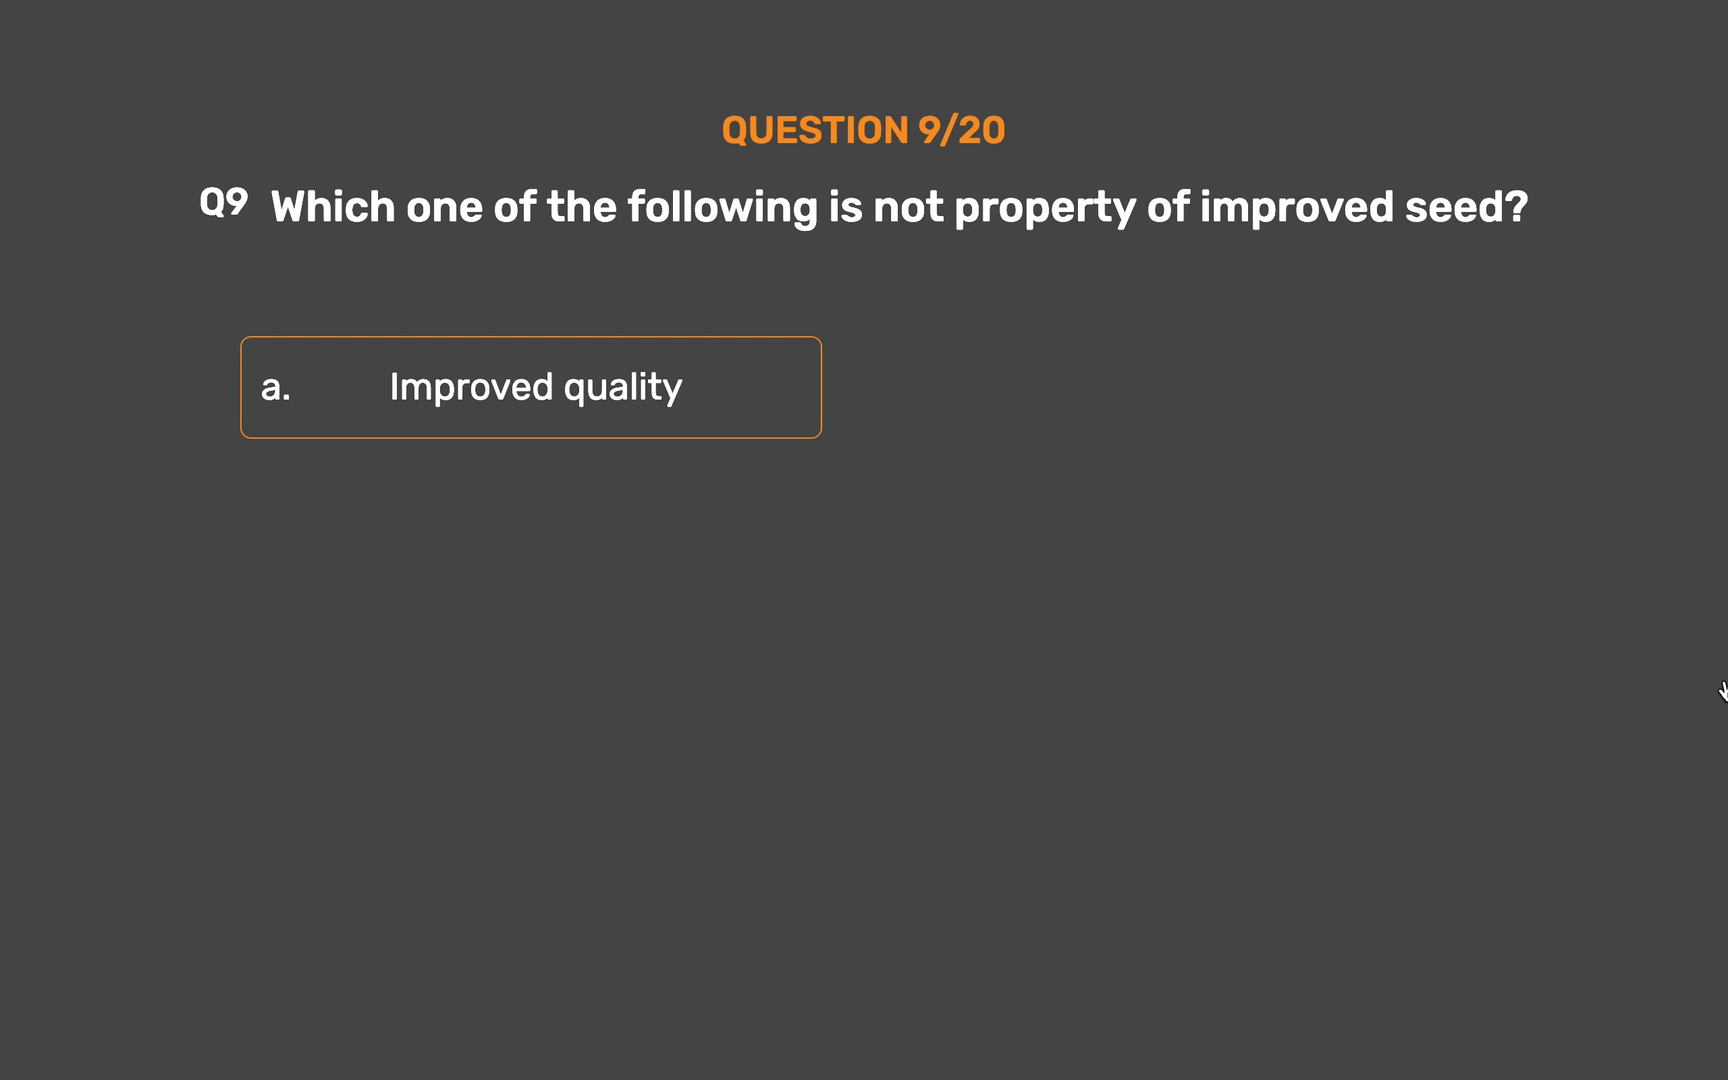 QUESTION 9/20
Q9 Which one of the following is not property of improved seed?
a. Improved quality